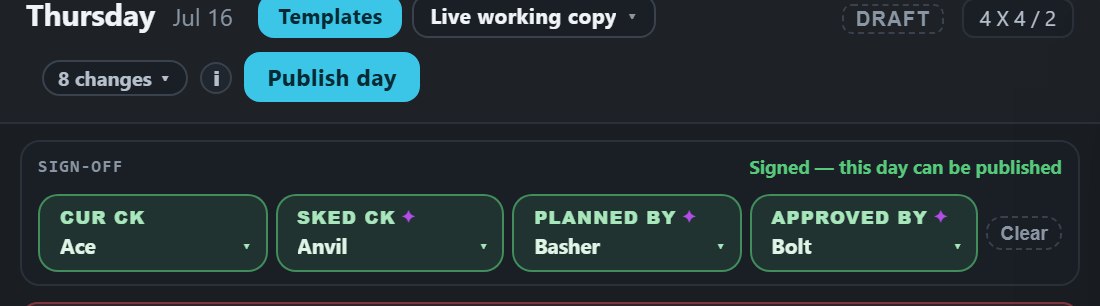 Thursday Jul 16 Templates Live working copy ▾ DRAFT 4 X 4 / 2
8 changes ▾ i Publish day
SIGN-OFF Signed — this day can be published
CUR CK SKED CK ✦ PLANNED BY ✦ APPROVED BY ✦
Ace ▾ Anvil ▾ Basher ▾ Bolt ▾ Clear